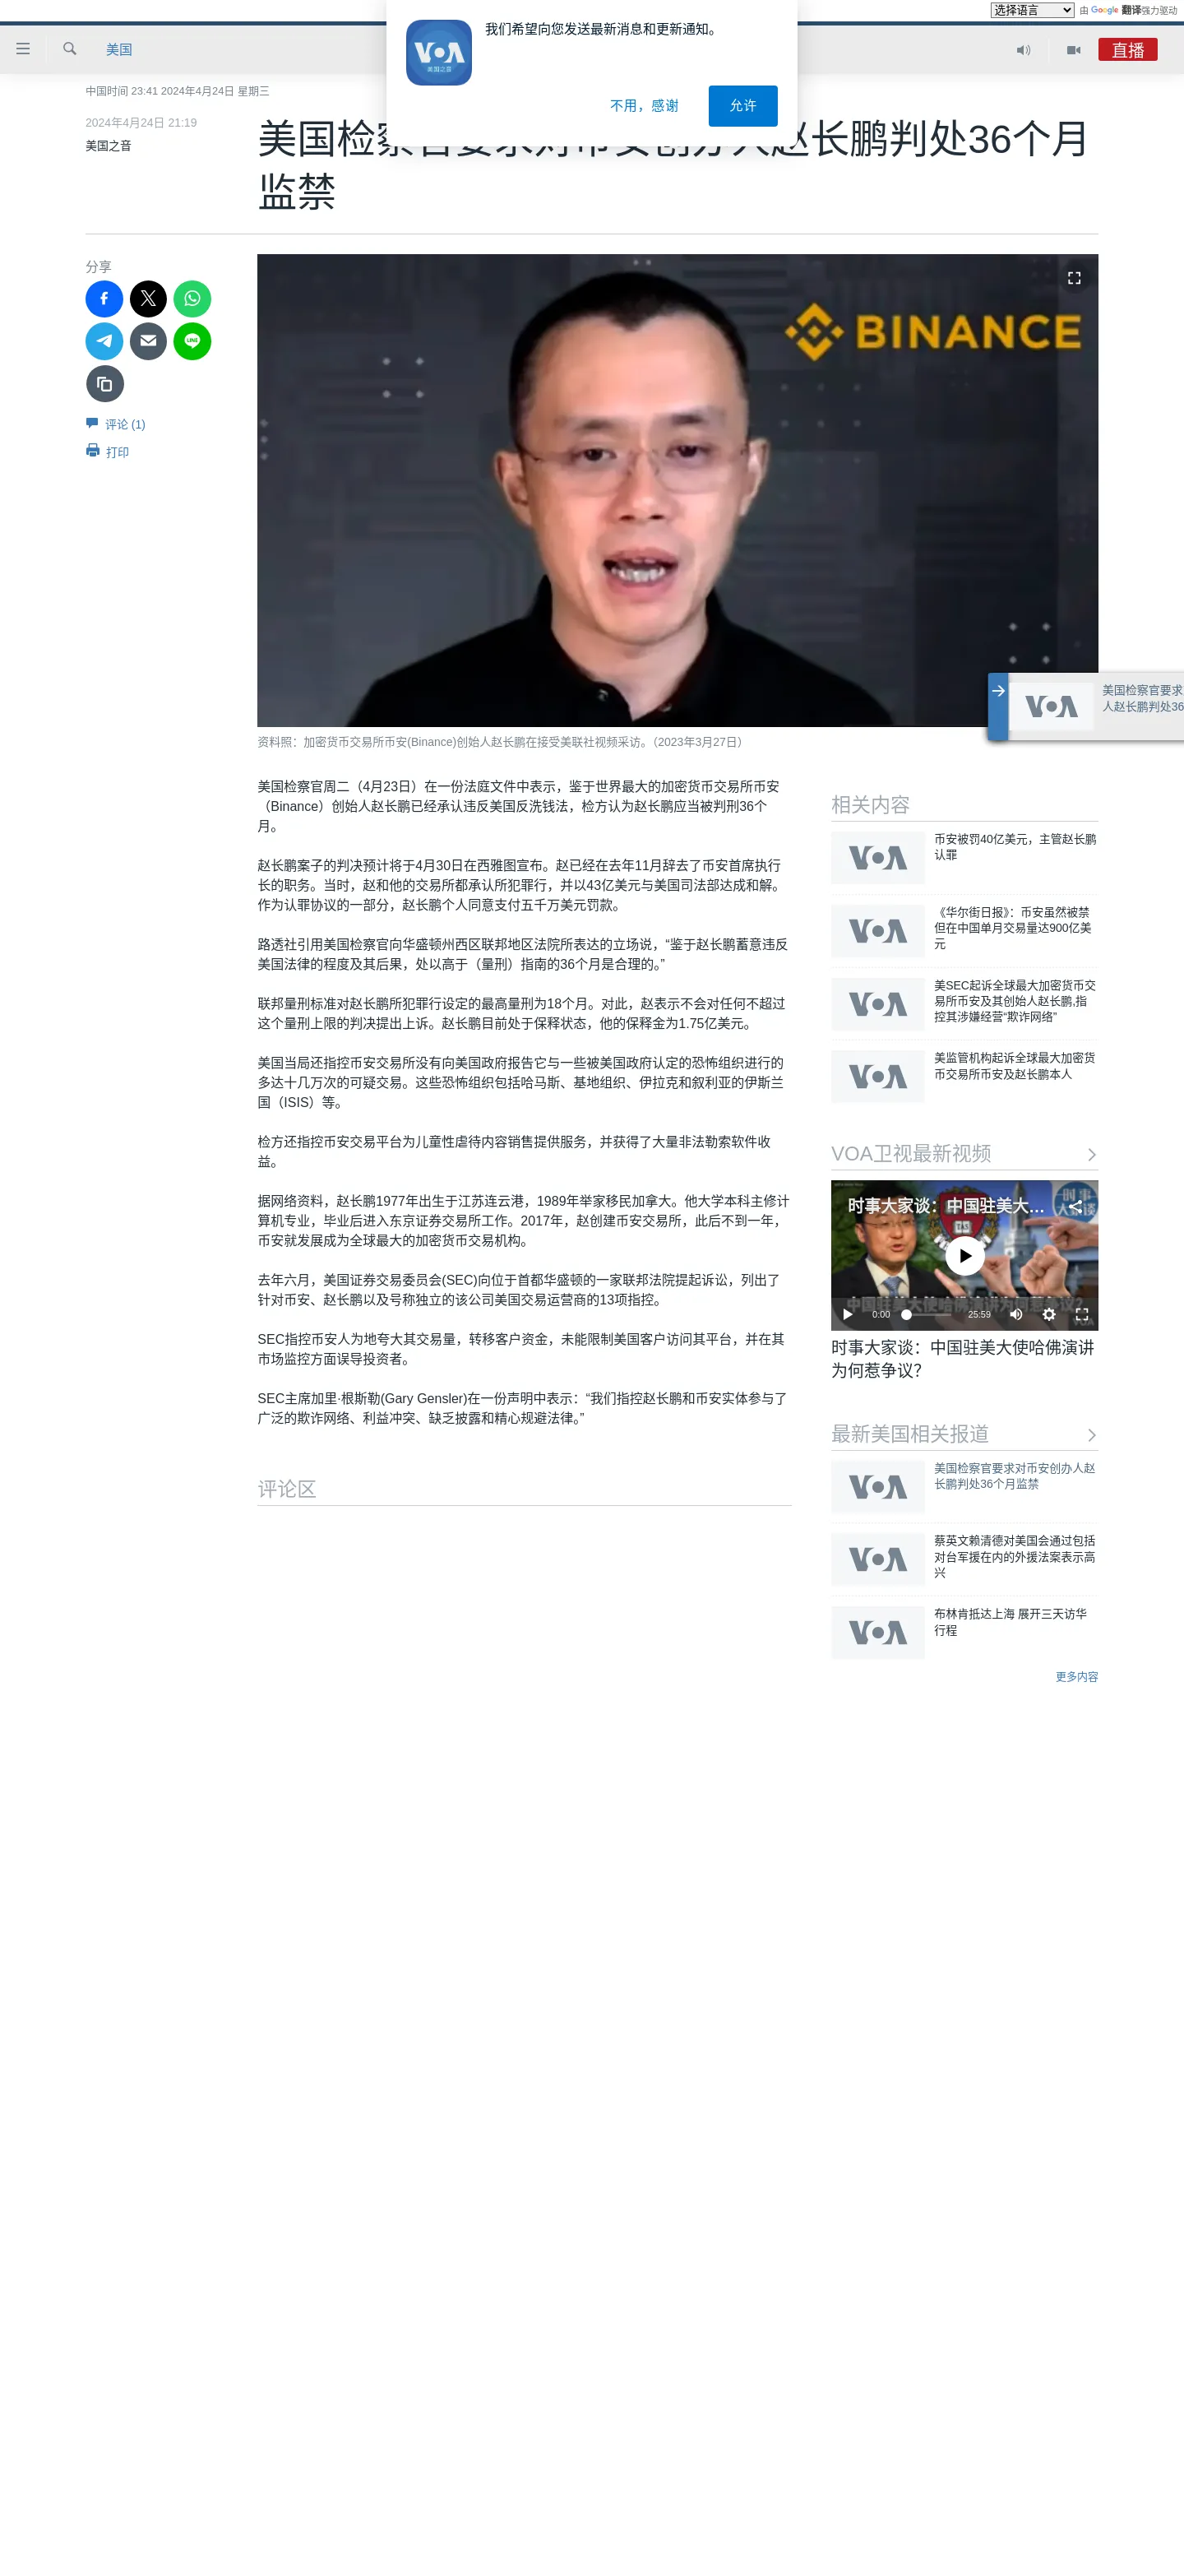 选择语言
由 Google 翻译强力驱动
美国
直播
我们希望向您发送最新消息和更新通知。
不用，感谢
允许
VOA
美国之音
中国时间 23:41 2024年4月24日 星期三
2024年4月24日 21:19
美国之音
美国检察官要求对币安创办人赵长鹏判处36个月
监禁
分享
评论 (1)
打印
BINANCE
资料照：加密货币交易所币安(Binance)创始人赵长鹏在接受美联社视频采访。（2023年3月27日）
VOA
美国检察官要求
人赵长鹏判处36
美国检察官周二（4月23日）在一份法庭文件中表示，鉴于世界最大的加密货币交易所币安
（Binance）创始人赵长鹏已经承认违反美国反洗钱法，检方认为赵长鹏应当被判刑36个
月。
赵长鹏案子的判决预计将于4月30日在西雅图宣布。赵已经在去年11月辞去了币安首席执行
长的职务。当时，赵和他的交易所都承认所犯罪行，并以43亿美元与美国司法部达成和解。
作为认罪协议的一部分，赵长鹏个人同意支付五千万美元罚款。
路透社引用美国检察官向华盛顿州西区联邦地区法院所表达的立场说，“鉴于赵长鹏蓄意违反
美国法律的程度及其后果，处以高于（量刑）指南的36个月是合理的。”
联邦量刑标准对赵长鹏所犯罪行设定的最高量刑为18个月。对此，赵表示不会对任何不超过
这个量刑上限的判决提出上诉。赵长鹏目前处于保释状态，他的保释金为1.75亿美元。
美国当局还指控币安交易所没有向美国政府报告它与一些被美国政府认定的恐怖组织进行的
多达十几万次的可疑交易。这些恐怖组织包括哈马斯、基地组织、伊拉克和叙利亚的伊斯兰
国（ISIS）等。
检方还指控币安交易平台为儿童性虐待内容销售提供服务，并获得了大量非法勒索软件收
益。
据网络资料，赵长鹏1977年出生于江苏连云港，1989年举家移民加拿大。他大学本科主修计
算机专业，毕业后进入东京证券交易所工作。2017年，赵创建币安交易所，此后不到一年，
币安就发展成为全球最大的加密货币交易机构。
去年六月，美国证券交易委员会(SEC)向位于首都华盛顿的一家联邦法院提起诉讼，列出了
针对币安、赵长鹏以及号称独立的该公司美国交易运营商的13项指控。
SEC指控币安人为地夸大其交易量，转移客户资金，未能限制美国客户访问其平台，并在其
市场监控方面误导投资者。
SEC主席加里·根斯勒(Gary Gensler)在一份声明中表示：“我们指控赵长鹏和币安实体参与了
广泛的欺诈网络、利益冲突、缺乏披露和精心规避法律。”
评论区
相关内容
VOA
币安被罚40亿美元，主管赵长鹏
认罪
VOA
《华尔街日报》：币安虽然被禁
但在中国单月交易量达900亿美
元
VOA
美SEC起诉全球最大加密货币交
易所币安及其创始人赵长鹏,指
控其涉嫌经营“欺诈网络”
VOA
美监管机构起诉全球最大加密货
币交易所币安及赵长鹏本人
VOA卫视最新视频
时事大家谈：中国驻美大...
中国驻美大使哈佛演讲为何惹争议？
0:00
25:59
时事大家谈：中国驻美大使哈佛演讲
为何惹争议？
最新美国相关报道
VOA
美国检察官要求对币安创办人赵
长鹏判处36个月监禁
VOA
蔡英文赖清德对美国会通过包括
对台军援在内的外援法案表示高
兴
VOA
布林肯抵达上海 展开三天访华
行程
更多内容